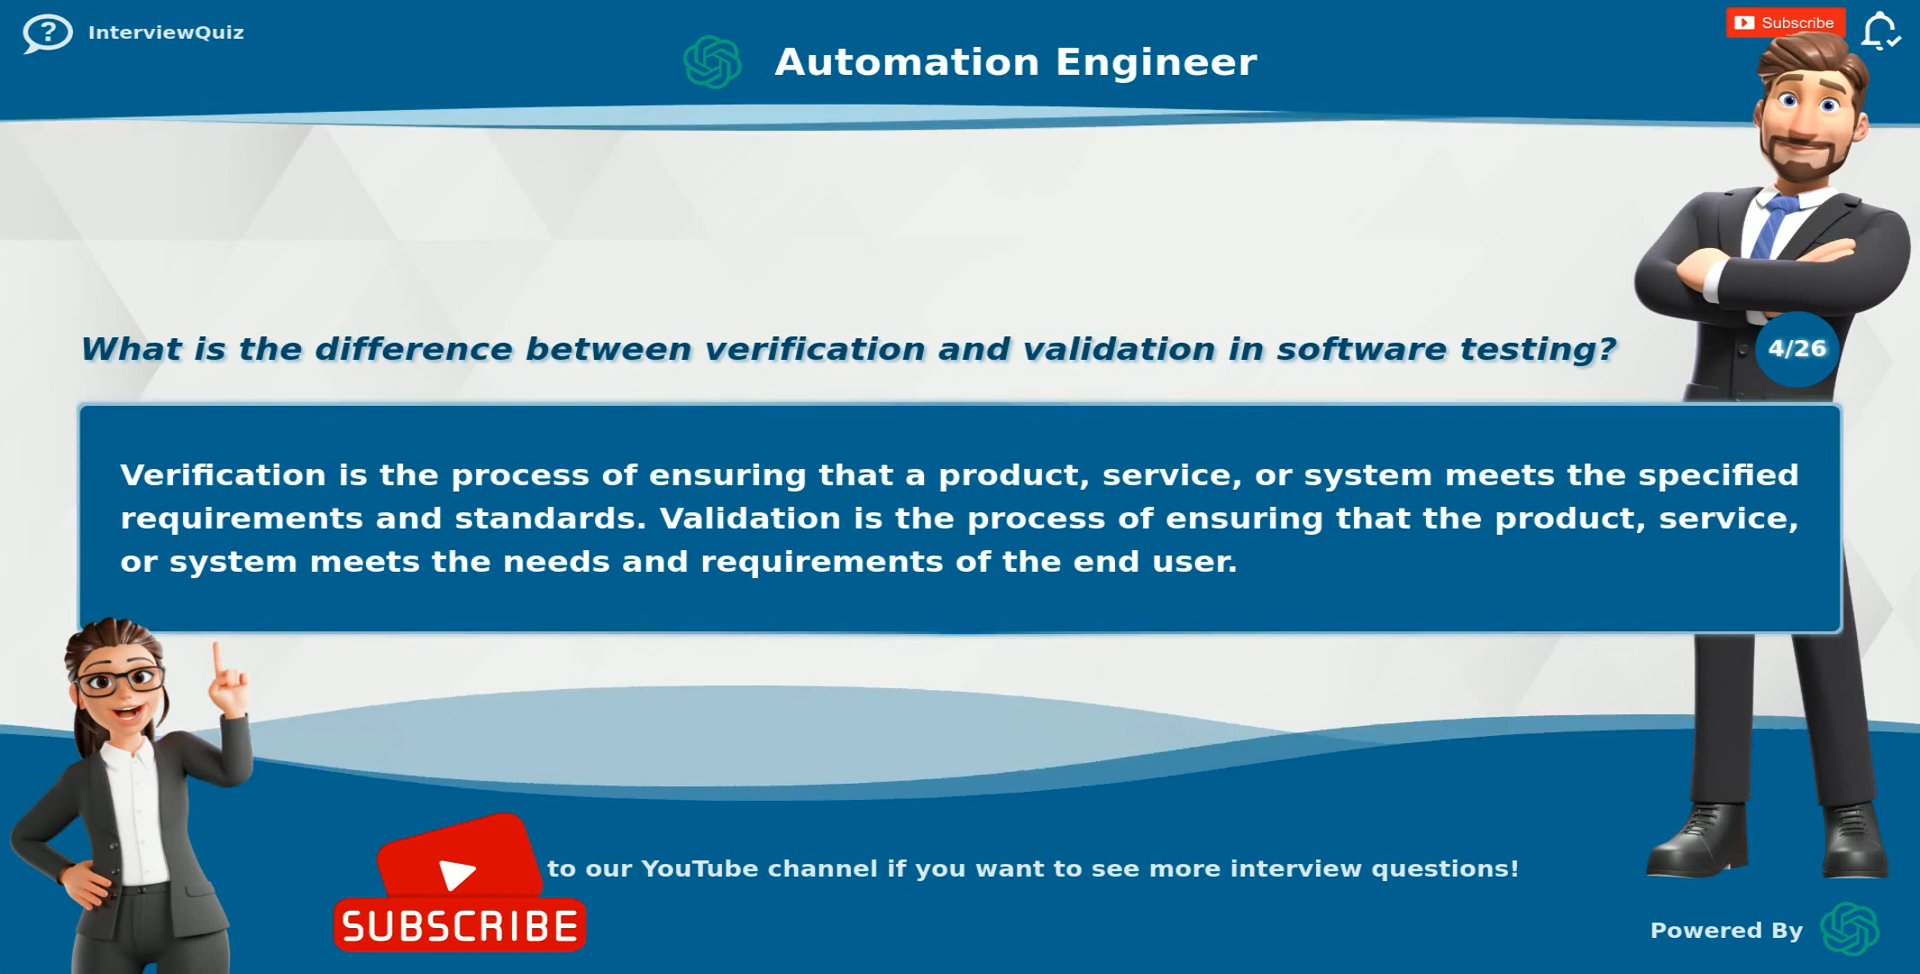 InterviewQuiz
Subscribe
Automation Engineer
What is the difference between verification and validation in software testing?
4/26
Verification is the process of ensuring that a product, service, or system meets the specified
requirements and standards. Validation is the process of ensuring that the product, service,
or system meets the needs and requirements of the end user.
to our YouTube channel if you want to see more interview questions!
SUBSCRIBE
Powered By